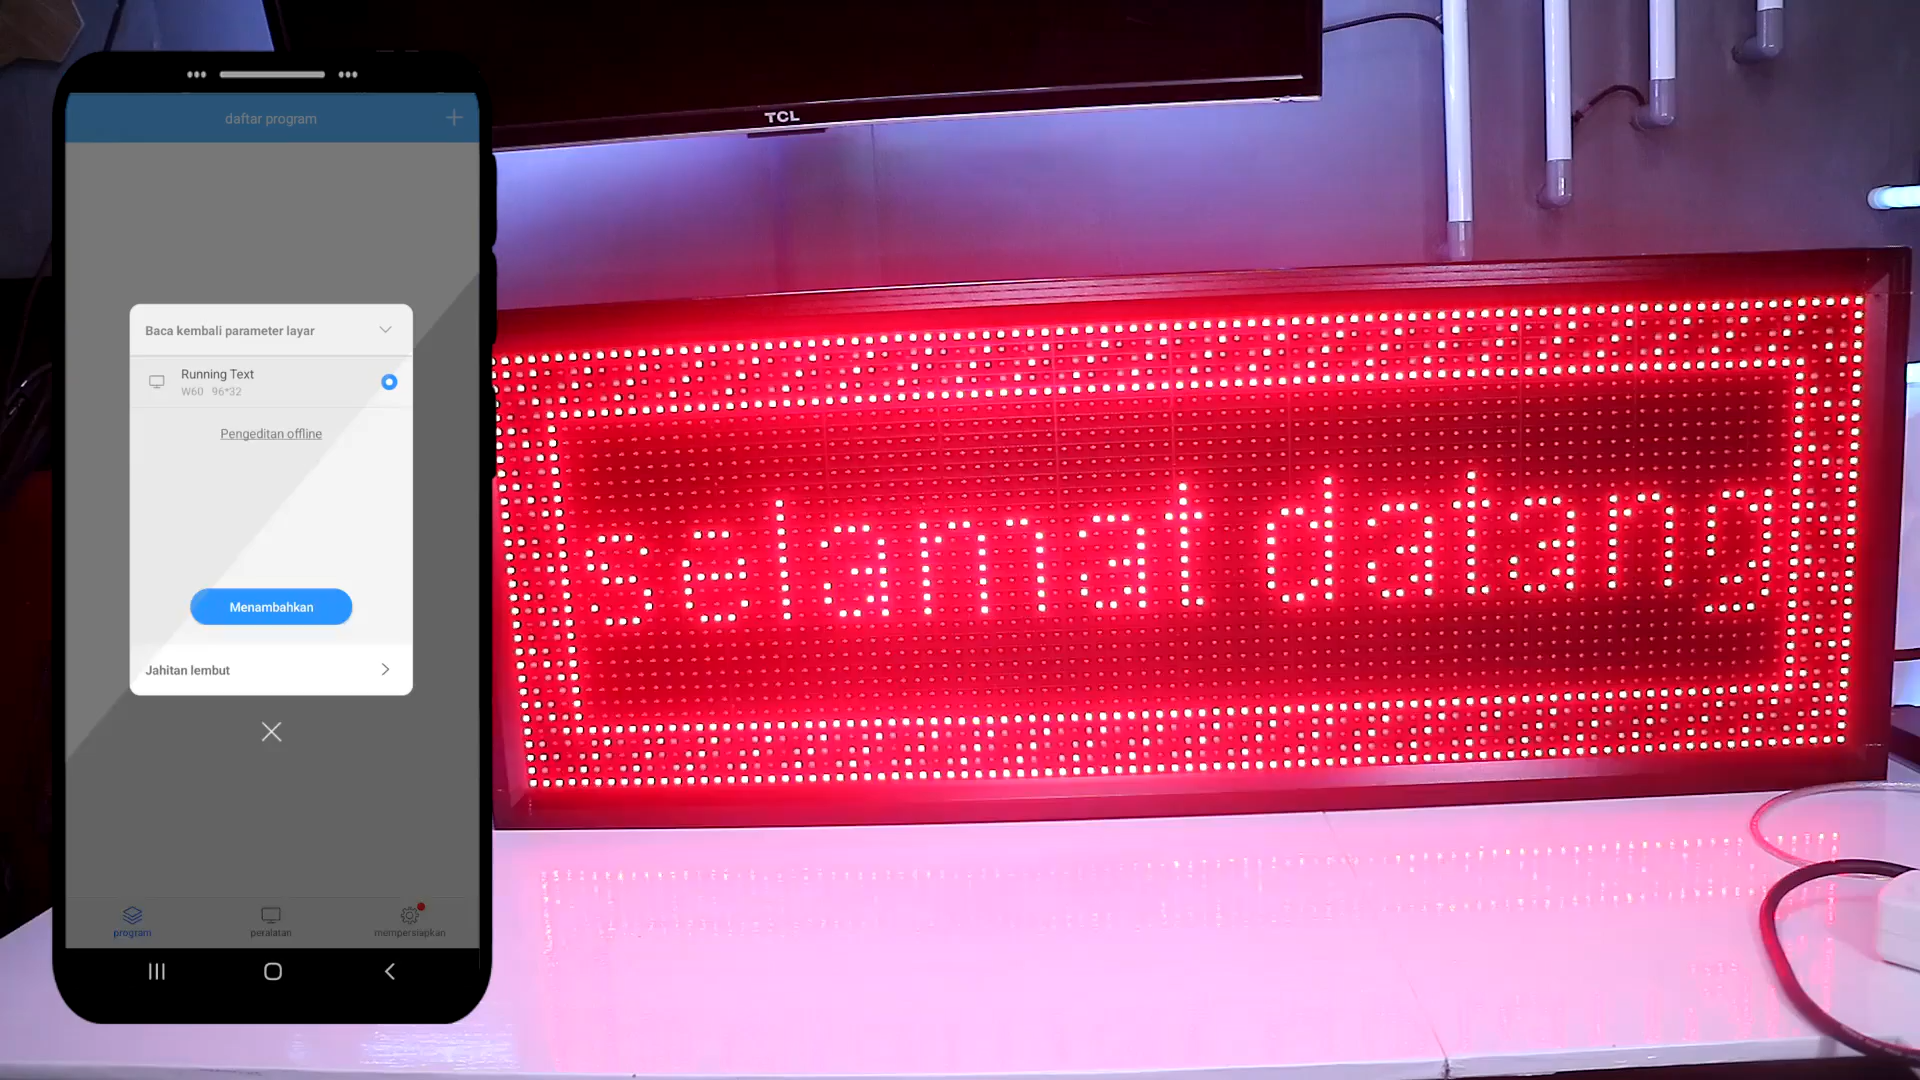 daftar program
Baca kembali parameter layar
Running Text
W60 96*32
Pengeditan offline
Menambahkan
Jahitan lembut
program
peralatan
mempersiapkan
TCL
selamat datang